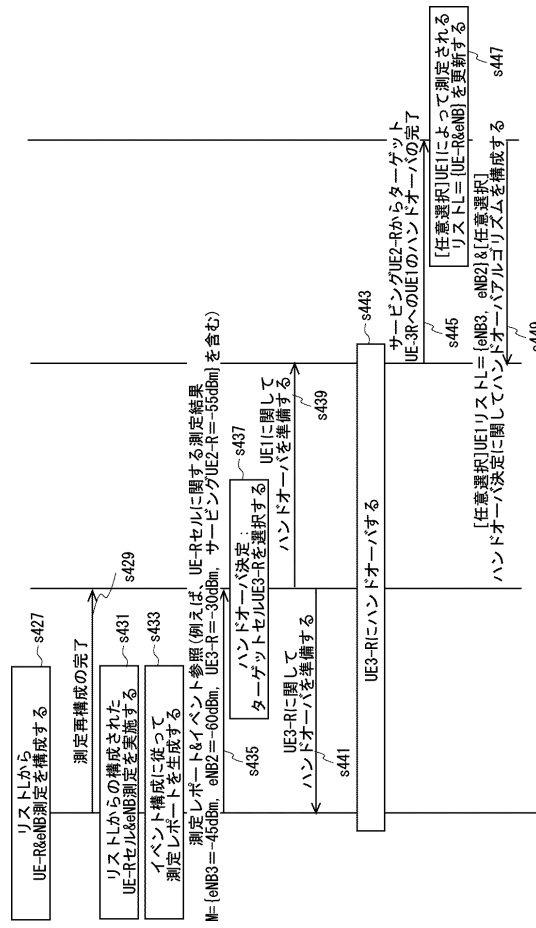 リストLから
UE-R&eNB測定を構成する
s427
測定再構成の完了
s429
リストLからの構成された
UE-Rセル&eNB測定を実施する
s431
イベント構成に従って
測定レポートを生成する
s433
測定レポート&イベント参照(例えば、UE-Rセルに関する測定結果
M={eNB3=-45dBm, eNB2=-60dBm, UE3-R=-30dBm, サービングUE2-R=-55dBm}を含む)
s435
ハンドオーバ決定:
ターゲットセルUE3-Rを選択する
s437
UE1に関して
ハンドオーバを準備する
s439
UE3-Rに関して
ハンドオーバを準備する
s441
UE3-Rにハンドオーバする
s443
サービングUE2-Rからターゲット
UE-3RへのUE1のハンドオーバの完了
s445
[任意選択]UE1によって測定される
リストL={UE-R&eNB}を更新する
s447
[任意選択]UE1リストL={eNB3, eNB2}&[任意選択]
ハンドオーバ決定に関してハンドオーバアルゴリズムを構成する
s449